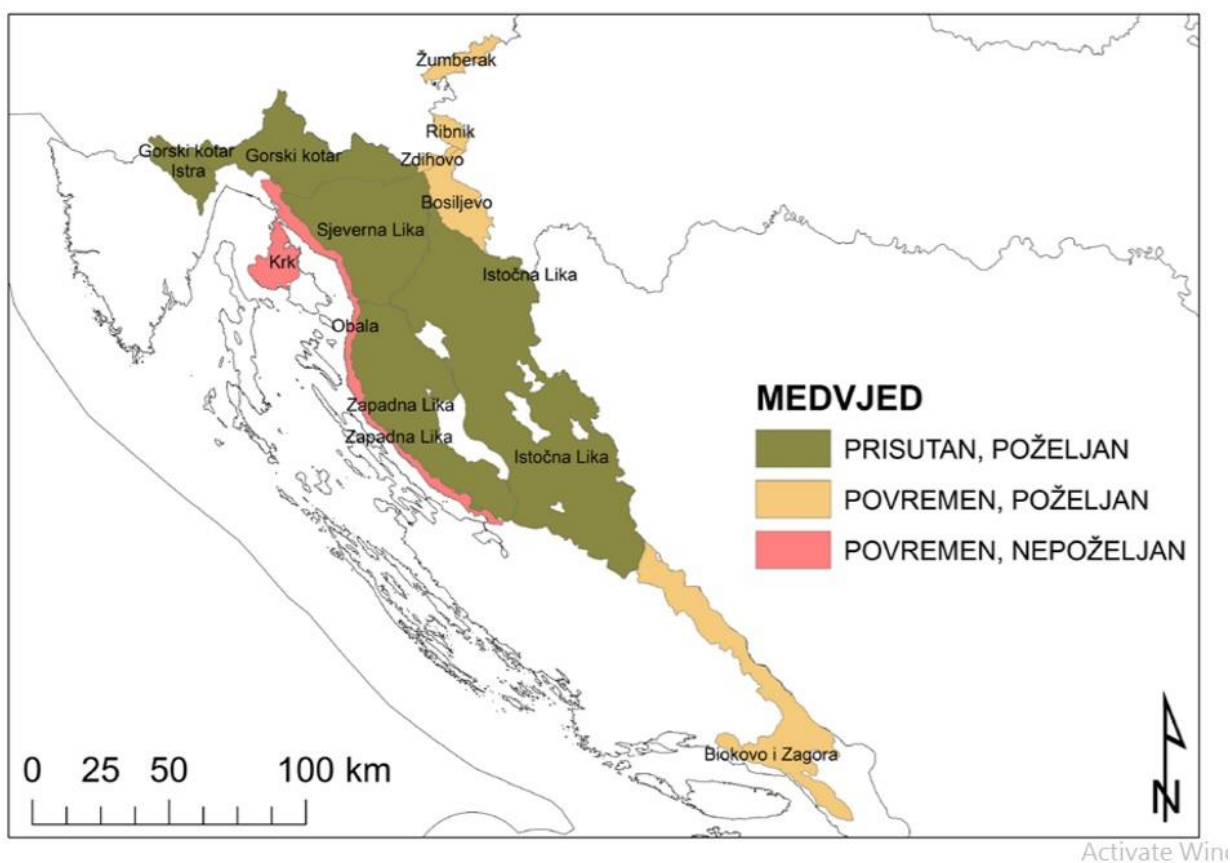 Žumberak
Ribnik
Gorski kotar
Istra
Gorski kotar
Zdihovo
Bosiljevo
Sjeverna Lika
Krk
Istočna Lika
Obala
Zapadna Lika
Zapadna Lika
Istočna Lika
MEDVJED
PRISUTAN, POŽELJAN
POVREMEN, POŽELJAN
POVREMEN, NEPOŽELJAN
Biokovo i Zagora
0 25 50 100 km
N
Activate Wind